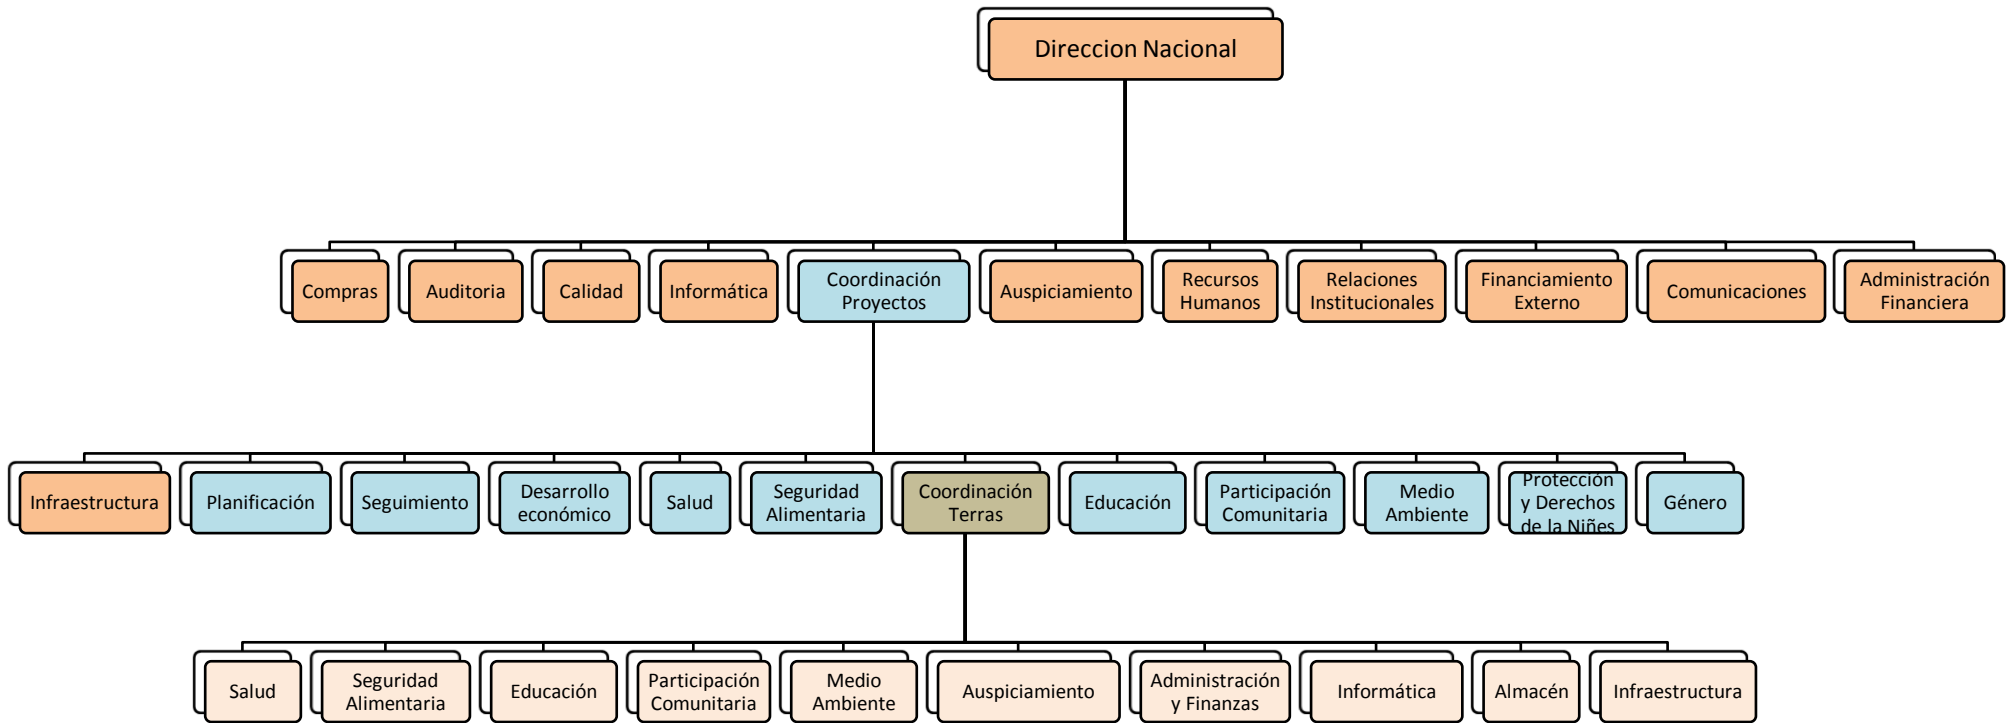 Direccion Nacional
Compras
Auditoria
Calidad
Informática
Coordinación
Proyectos
Auspiciamiento
Recursos
Humanos
Relaciones
Institucionales
Financiamiento
Externo
Comunicaciones
Administración
Financiera
Infraestructura
Planificación
Seguimiento
Desarrollo
económico
Salud
Seguridad
Alimentaria
Coordinación
Terras
Educación
Participación
Comunitaria
Medio
Ambiente
Protección
y Derechos
de la Niñes
Género
Salud
Seguridad
Alimentaria
Educación
Participación
Comunitaria
Medio
Ambiente
Auspiciamiento
Administración
y Finanzas
Informática
Almacén
Infraestructura